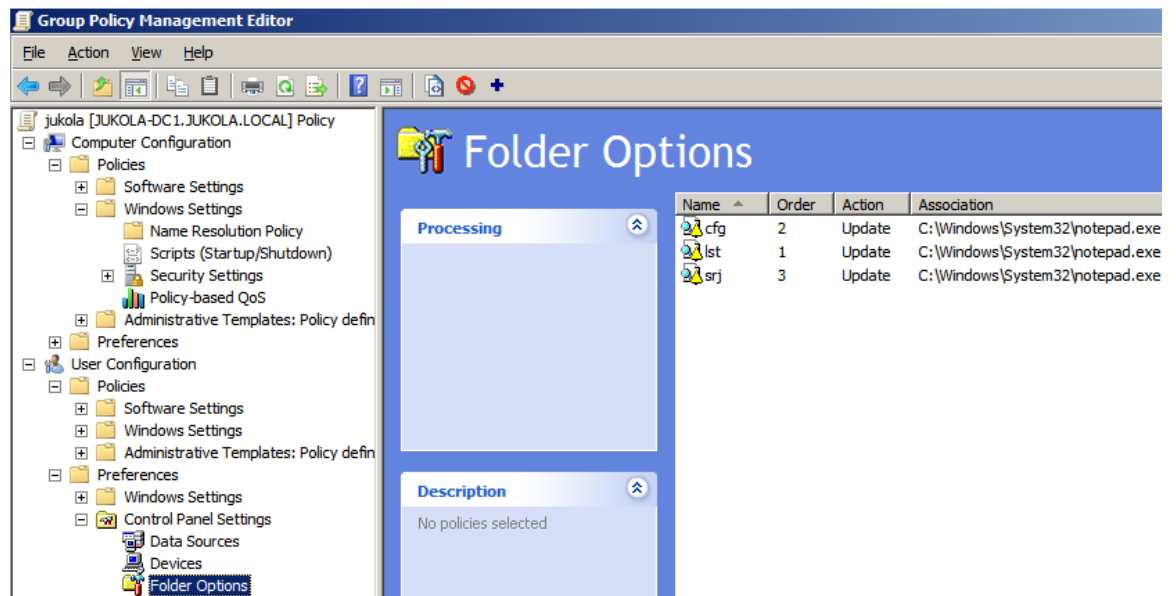 Group Policy Management Editor
File Action View Help
jukola [JUKOLA-DC1.JUKOLA.LOCAL] Policy
Computer Configuration
Policies
Software Settings
Windows Settings
Name Resolution Policy
Scripts (Startup/Shutdown)
Security Settings
Policy-based QoS
Administrative Templates: Policy defin
Preferences
User Configuration
Policies
Software Settings
Windows Settings
Administrative Templates: Policy defin
Preferences
Windows Settings
Control Panel Settings
Data Sources
Devices
Folder Options
Folder Options
Processing
Description
No policies selected
Name Order Action Association
cfg 2 Update C:\Windows\System32\notepad.exe
lst 1 Update C:\Windows\System32\notepad.exe
srj 3 Update C:\Windows\System32\notepad.exe